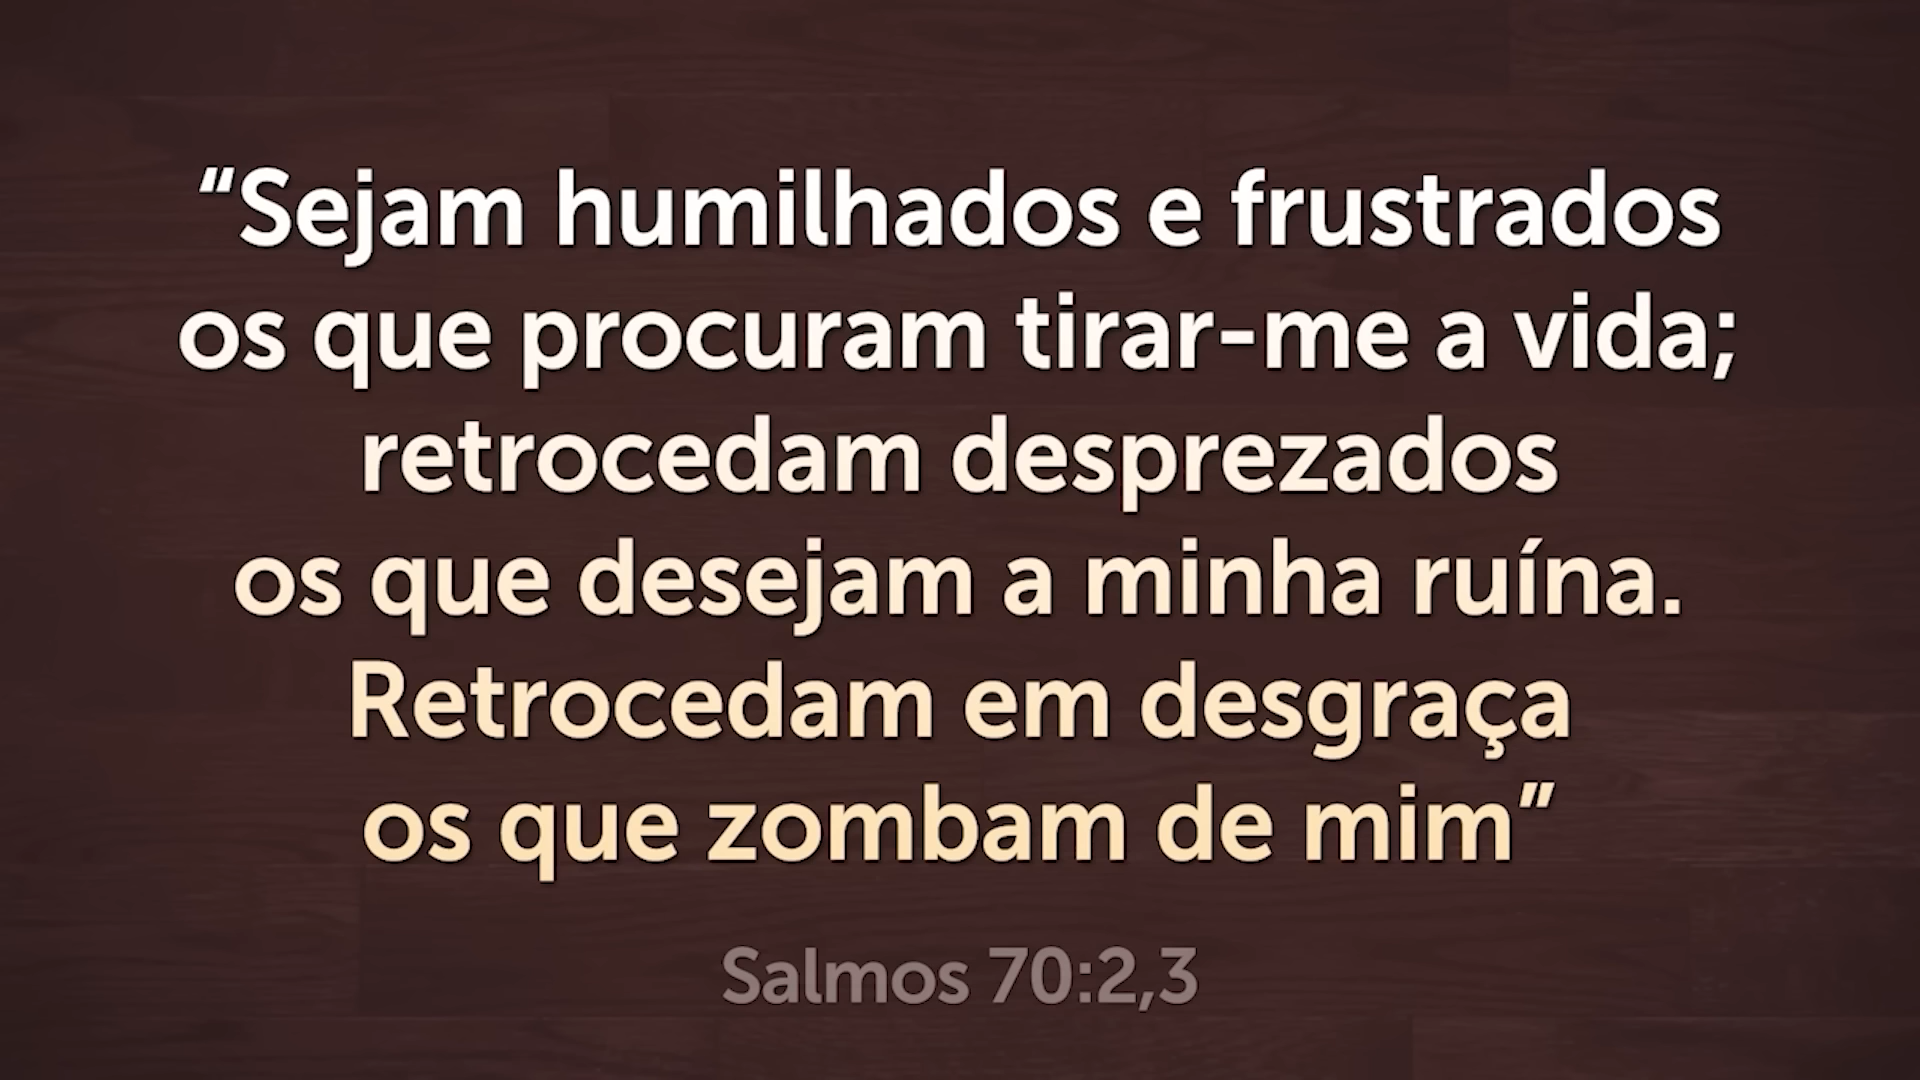 “Sejam humilhados e frustrados
os que procuram tirar-me a vida;
retrocedam desprezados
os que desejam a minha ruína.
Retrocedam em desgraça
os que zombam de mim”
Salmos 70:2,3